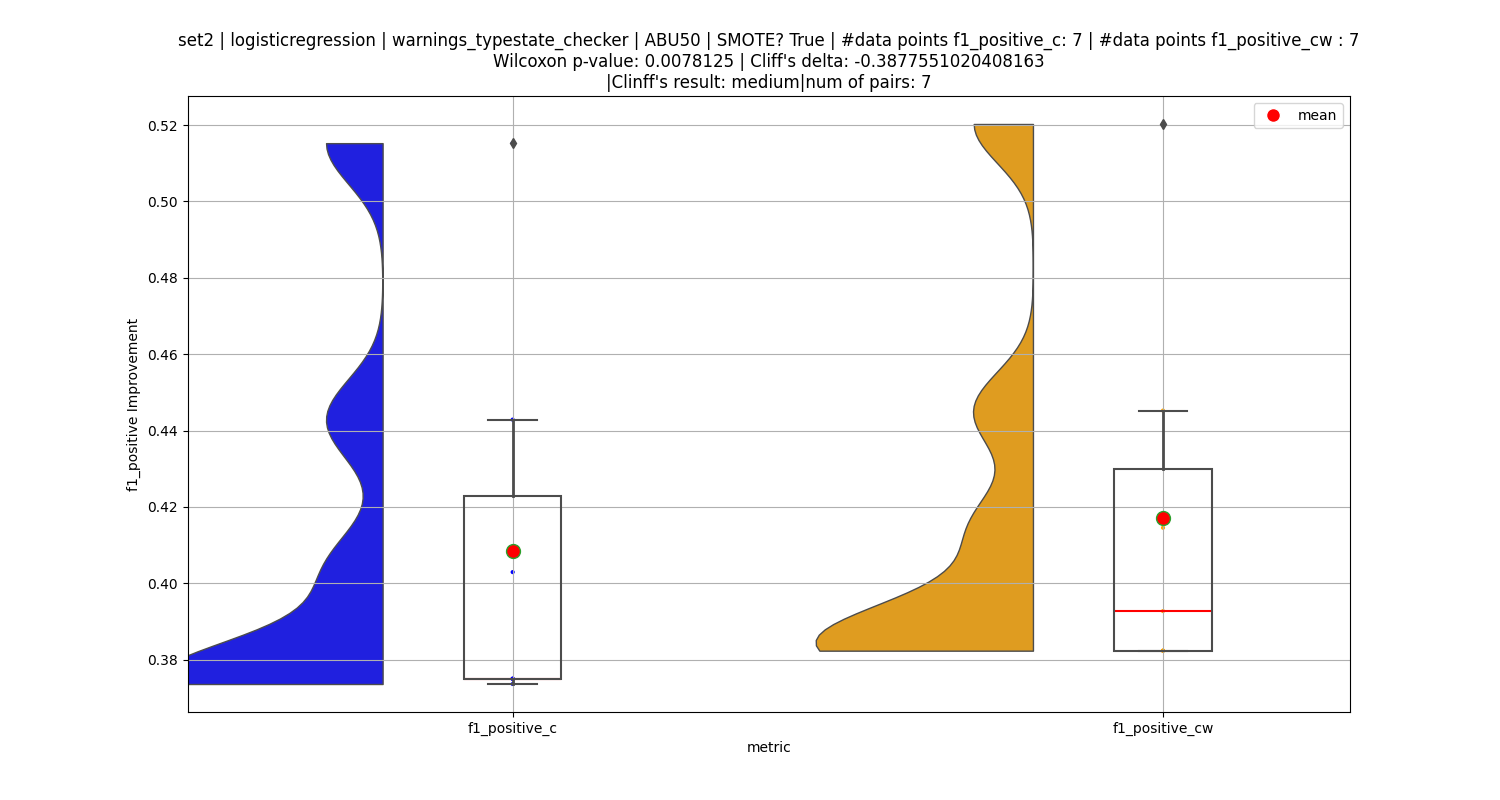 set2 | logisticregression | warnings_typestate_checker | ABU50 | SMOTE? True | #data points f1_positive_c: 7 | #data points f1_positive_cw : 7
Wilcoxon p-value: 0.0078125 | Cliff's delta: -0.3877551020408163
|Clinff's result: medium|num of pairs: 7
mean
0.52
0.50
0.48
0.46
0.44
0.42
0.40
0.38
f1_positive Improvement
f1_positive_c
f1_positive_cw
metric